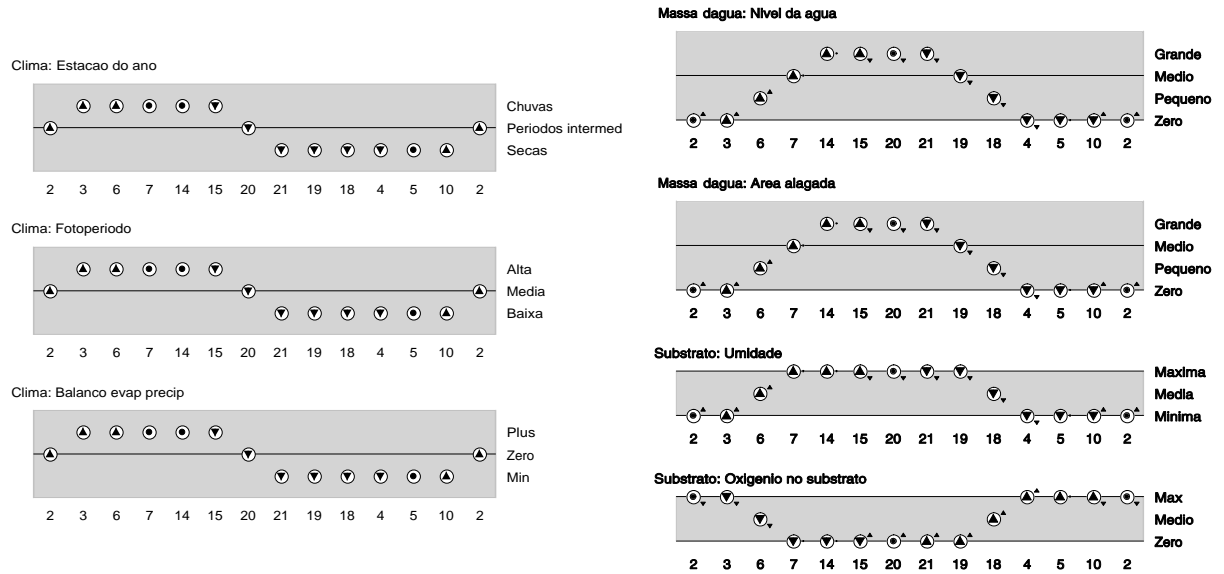 Clima: Estacao do ano
Chuvas
Periodos intermed
Secas
2 3 6 7 14 15 20 21 19 18 4 5 10 2
Clima: Fotoperiodo
Alta
Media
Baixa
2 3 6 7 14 15 20 21 19 18 4 5 10 2
Clima: Balanco evap precip
Plus
Zero
Min
2 3 6 7 14 15 20 21 19 18 4 5 10 2
Massa dagua: Nivel da agua
Grande
Medio
Pequeno
Zero
2 3 6 7 14 15 20 21 19 18 4 5 10 2
Massa dagua: Area alagada
Grande
Medio
Pequeno
Zero
2 3 6 7 14 15 20 21 19 18 4 5 10 2
Substrato: Umidade
Maxima
Media
Minima
2 3 6 7 14 15 20 21 19 18 4 5 10 2
Substrato: Oxigenio no substrato
Max
Medio
Zero
2 3 6 7 14 15 20 21 19 18 4 5 10 2